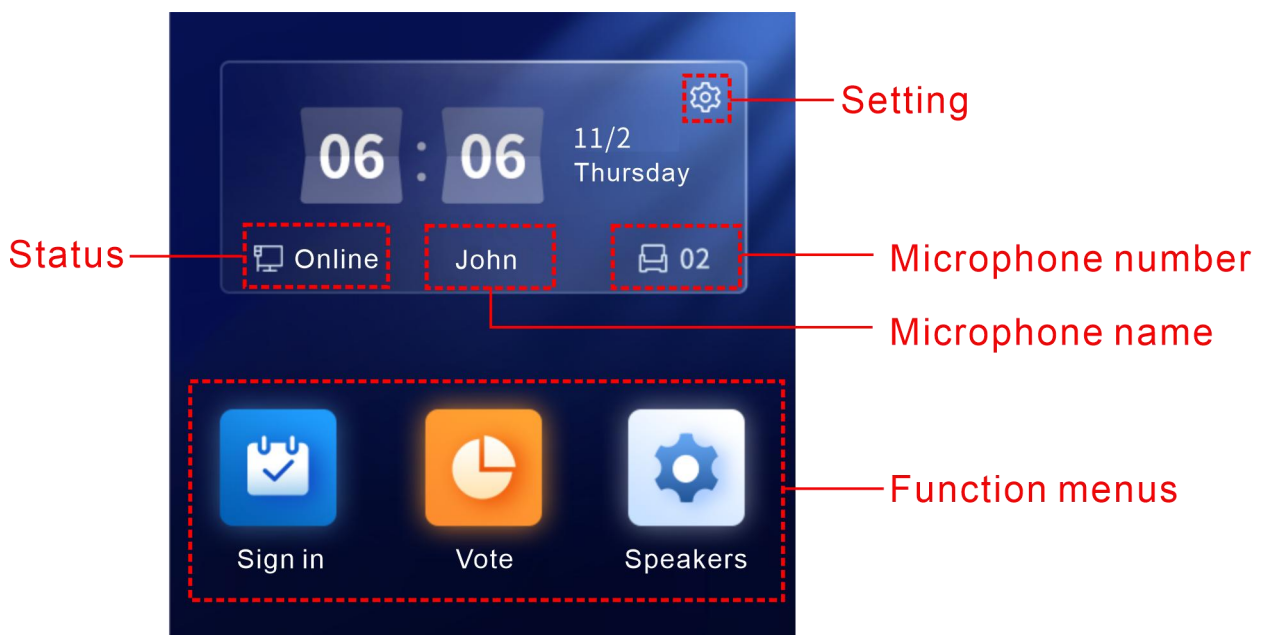 Setting
06 : 06
11/2
Thursday
Status
Online
John
02
Microphone number
Microphone name
Function menus
Sign in
Vote
Speakers